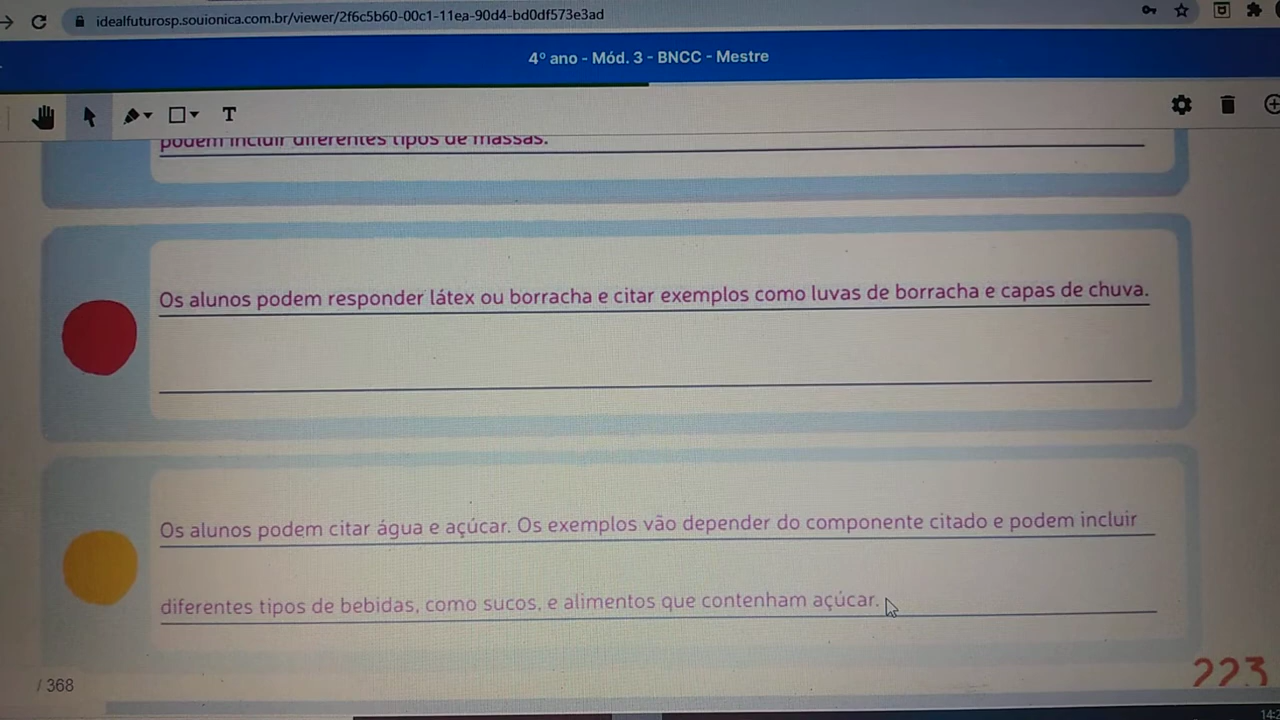 idealfuturosp.souionica.com.br/viewer/2f6c5b60-00c1-11ea-90d4-bd0df573e3ad
4º ano - Mód. 3 - BNCC - Mestre
T
podem incluir diferentes tipos de massas.
Os alunos podem responder látex ou borracha e citar exemplos como luvas de borracha e capas de chuva.
Os alunos podem citar água e açúcar. Os exemplos vão depender do componente citado e podem incluir
diferentes tipos de bebidas, como sucos, e alimentos que contenham açúcar.
/ 368
223